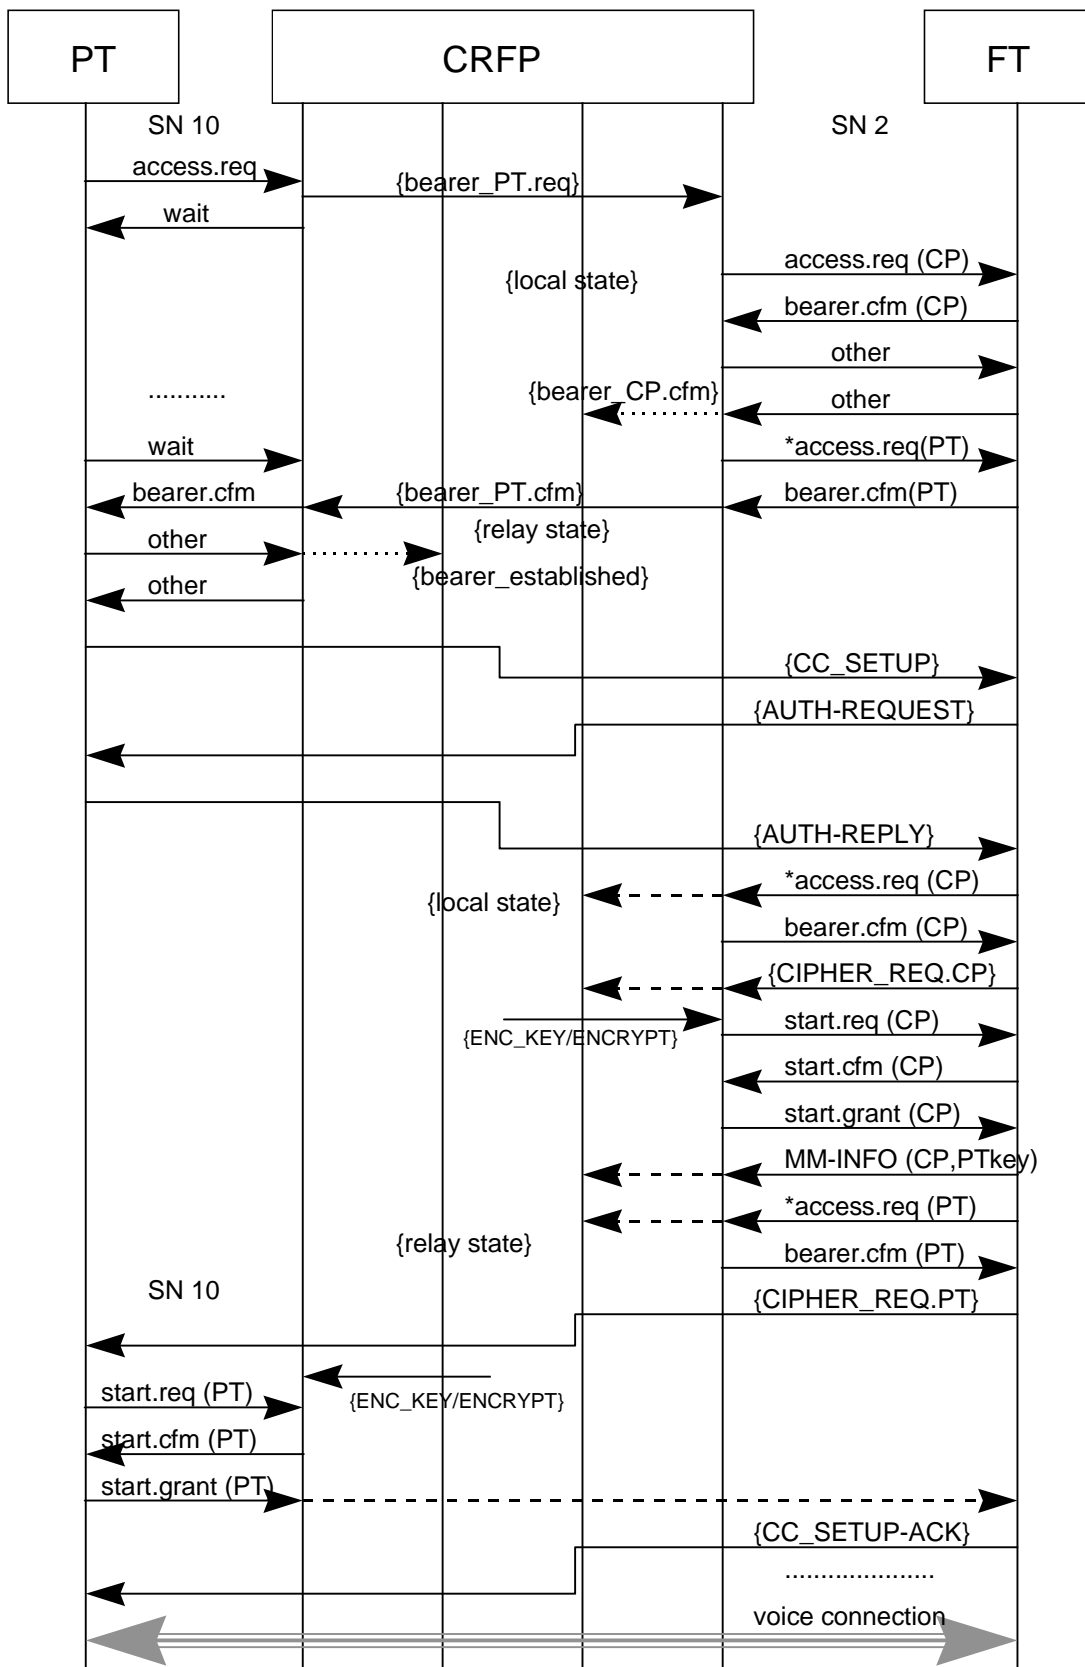 PT
CRFP
FT
SN 10
SN 2
access.req
{bearer_PT.req}
wait
access.req (CP)
{local state}
bearer.cfm (CP)
other
...........
{bearer_CP.cfm}
other
wait
*access.req(PT)
bearer.cfm
{bearer_PT.cfm}
bearer.cfm(PT)
{relay state}
other
{bearer_established}
other
{CC_SETUP}
{AUTH-REQUEST}
{AUTH-REPLY}
*access.req (CP)
{local state}
bearer.cfm (CP)
{CIPHER_REQ.CP}
start.req (CP)
{ENC_KEY/ENCRYPT}
start.cfm (CP)
start.grant (CP)
MM-INFO (CP,PTkey)
*access.req (PT)
{relay state}
bearer.cfm (PT)
SN 10
{CIPHER_REQ.PT}
start.req (PT)
{ENC_KEY/ENCRYPT}
start.cfm (PT)
start.grant (PT)
{CC_SETUP-ACK}
.....................
voice connection